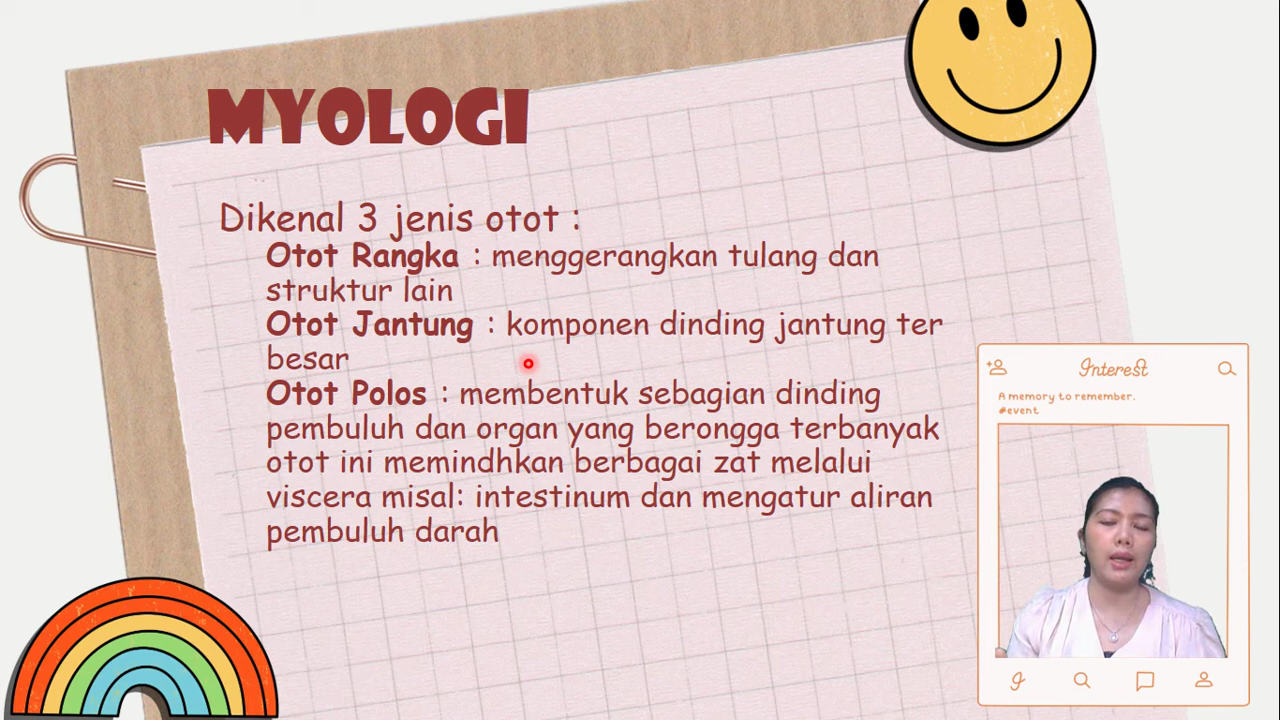 MYOLOGI
Dikenal 3 jenis otot :
Otot Rangka : menggerangkan tulang dan
struktur lain
Otot Jantung : komponen dinding jantung ter
besar
Otot Polos : membentuk sebagian dinding
pembuluh dan organ yang berongga terbanyak
otot ini memindhkan berbagai zat melalui
viscera misal: intestinum dan mengatur aliran
pembuluh darah
Interest
A memory to remember.
#event